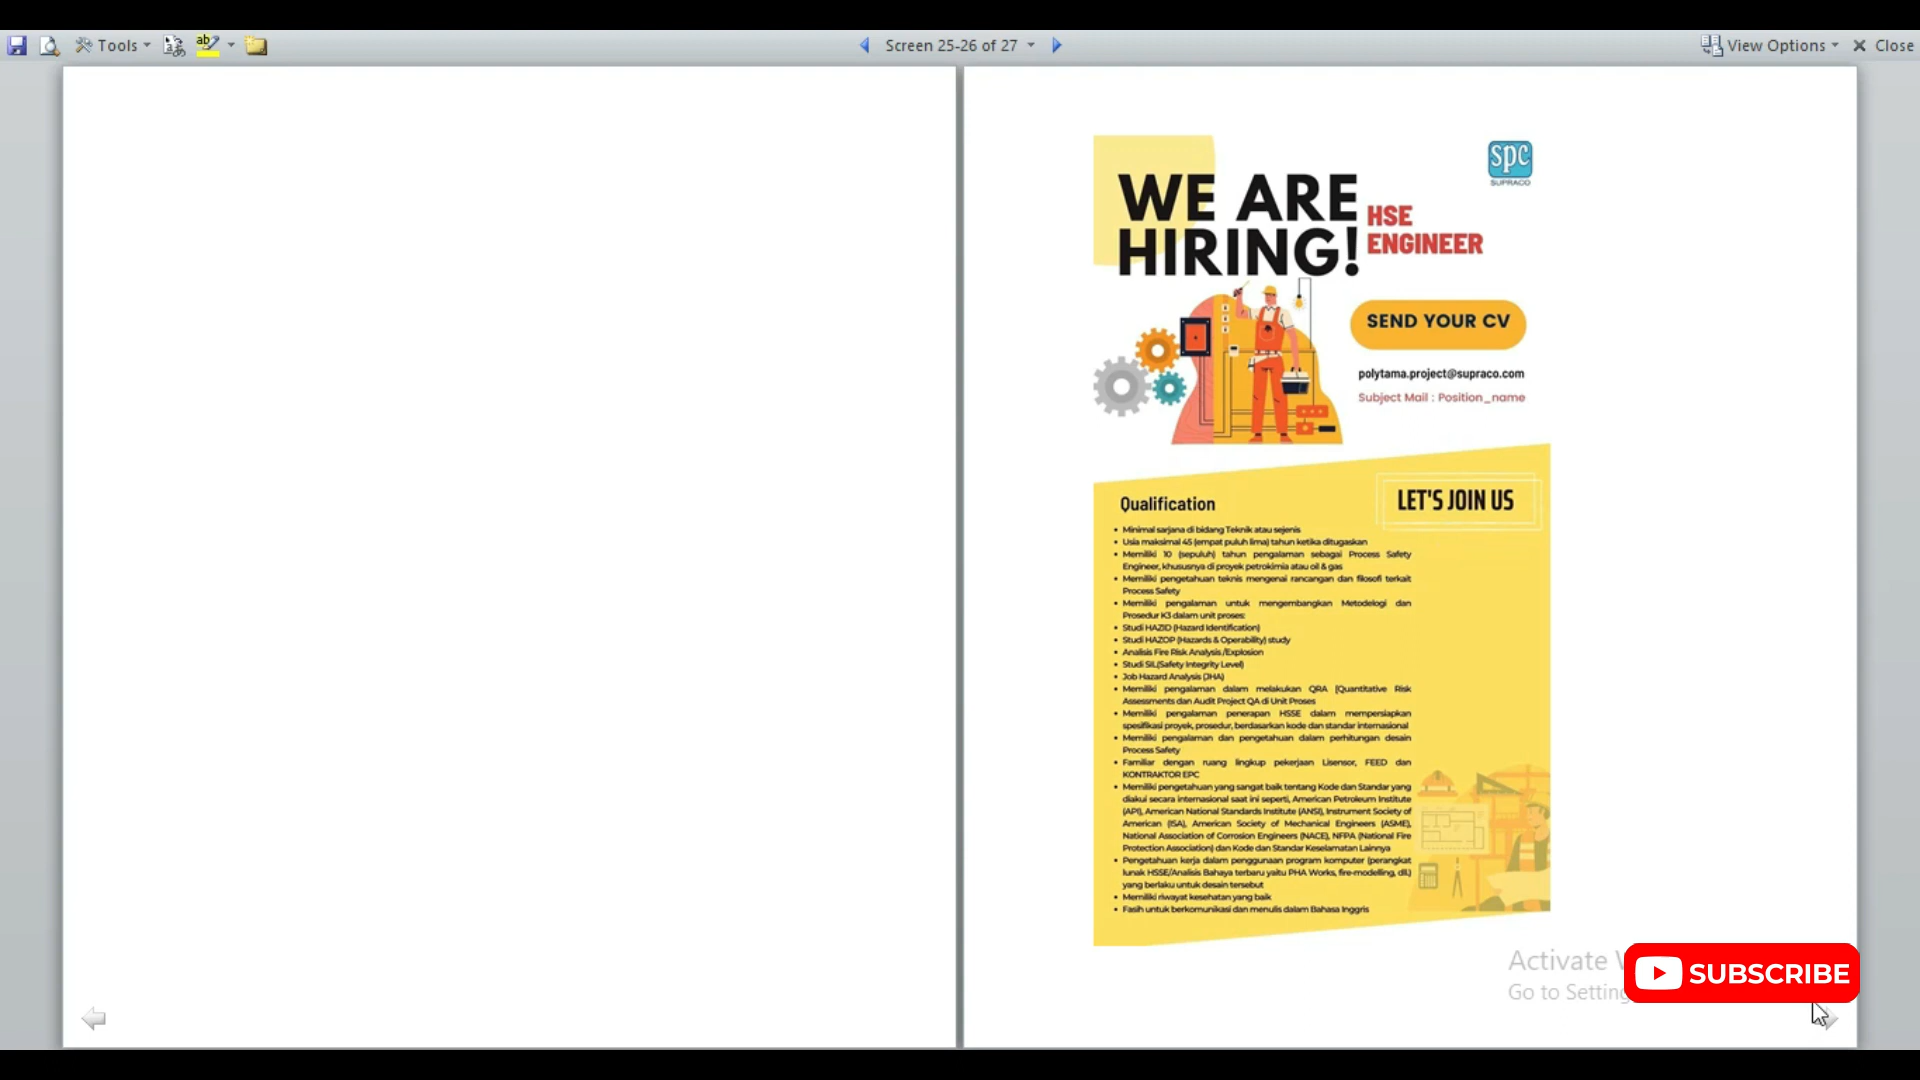 Tools
Screen 25-26 of 27
View Options
Close
spc
SUPRACO
WE ARE
HIRING!
HSE
ENGINEER
SEND YOUR CV
polytama.project@supraco.com
Subject Mail : Position_name
LET'S JOIN US
Qualification
• Minimal sarjana di bidang Teknik atau sejenis
• Usia maksimal 45 (empat puluh lima) tahun ketika ditugaskan
• Memiliki 10 (sepuluh) tahun pengalaman sebagai Process Safety
Engineer, khususnya di proyek petrokimia atau oil & gas
• Memiliki pengetahuan teknis mengenai rancangan dan filosofi terkait
Process Safety
• Memiliki pengalaman untuk mengembangkan Metodelogi dan
Prosedur K3 dalam unit proses:
• Studi HAZID (Hazard Identification)
• Studi HAZOP (Hazards & Operability) study
• Analisis Fire Risk Analysis /Explosion
• Studi SIL(Safety Integrity Level)
• Job Hazard Analysis (JHA)
• Memiliki pengalaman dalam melakukan QRA [Quantitative Risk
Assessments dan Audit Project QA di Unit Proses
• Memiliki pengalaman penerapan HSSE dalam mempersiapkan
spesifikasi proyek, prosedur, berdasarkan kode dan standar internasional
• Memiliki pengalaman dan pengetahuan dalam perhitungan desain
Process Safety
• Familiar dengan ruang lingkup pekerjaan Lisensor, FEED dan
KONTRAKTOR EPC
• Memiliki pengetahuan yang sangat baik tentang Kode dan Standar yang
diakui secara internasional saat ini seperti, American Petroleum Institute
(API), American National Standards Institute (ANSI), Instrument Society of
American (ISA), American Society of Mechanical Engineers (ASME),
National Association of Corrosion Engineers (NACE), NFPA (National Fire
Protection Association) dan Kode dan Standar Keselamatan Lainnya
• Pengetahuan kerja dalam penggunaan program komputer (perangkat
lunak HSSE/Analisis Bahaya terbaru yaitu PHA Works, fire-modelling, dll.)
yang berlaku untuk desain tersebut
• Memiliki riwayat kesehatan yang baik
• Fasih untuk berkomunikasi dan menulis dalam Bahasa Inggris
Activate
Go to Setting
SUBSCRIBE